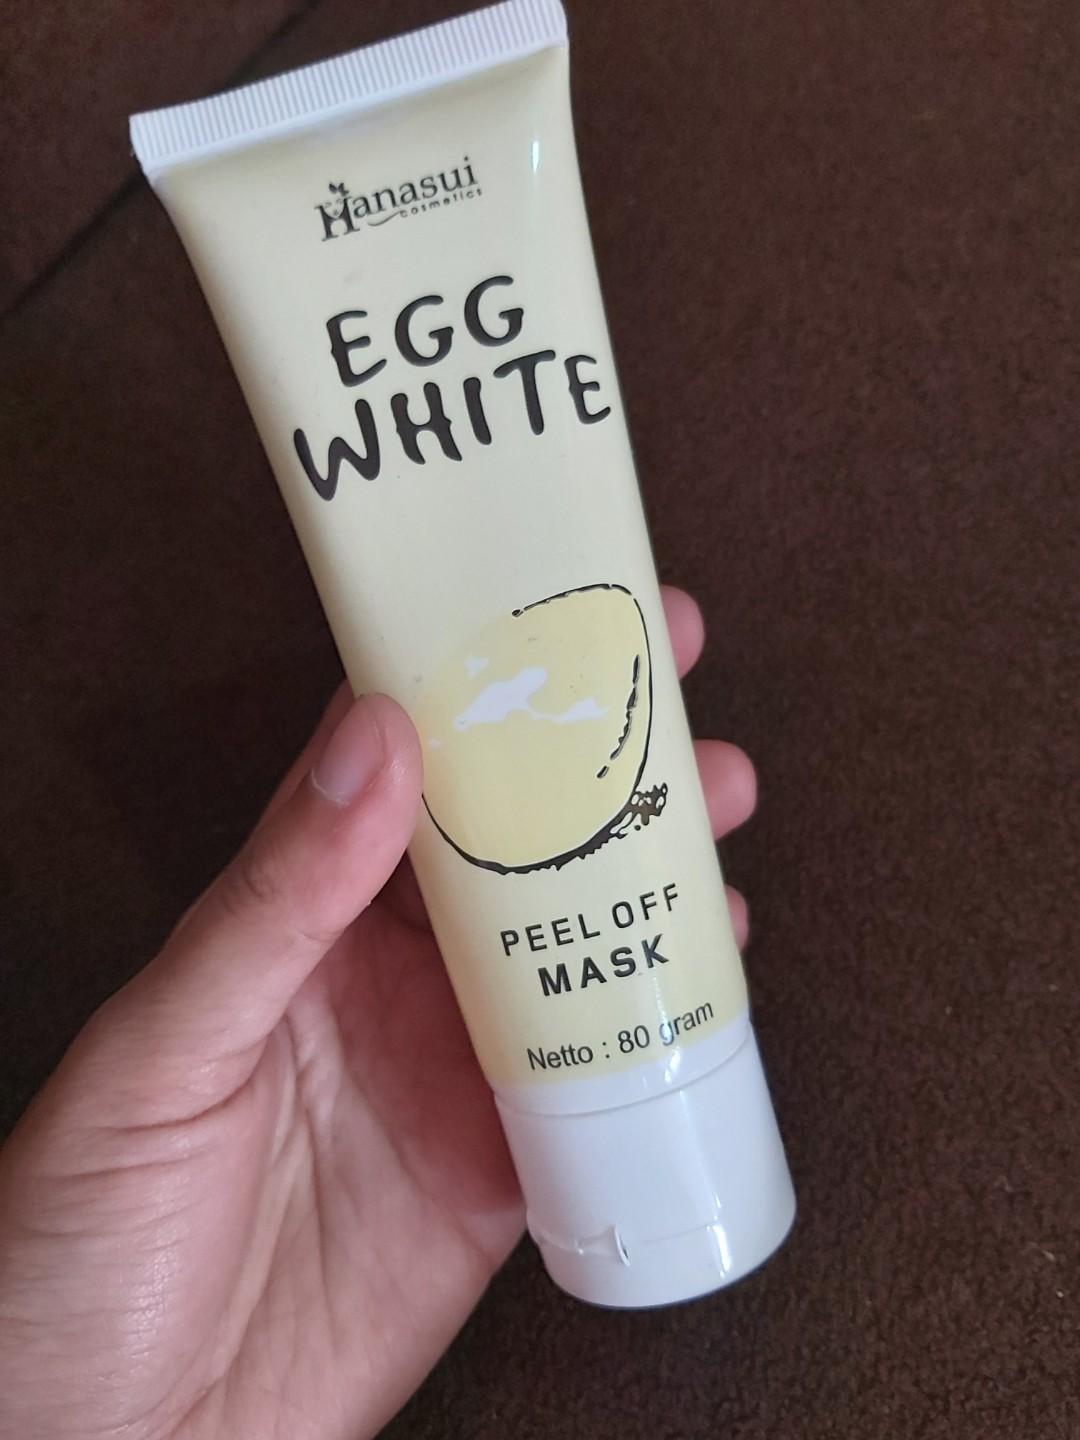 Hanasui
cosmetics
EGG
WHITE
PEEL OFF
MASK
Netto : 80 gram